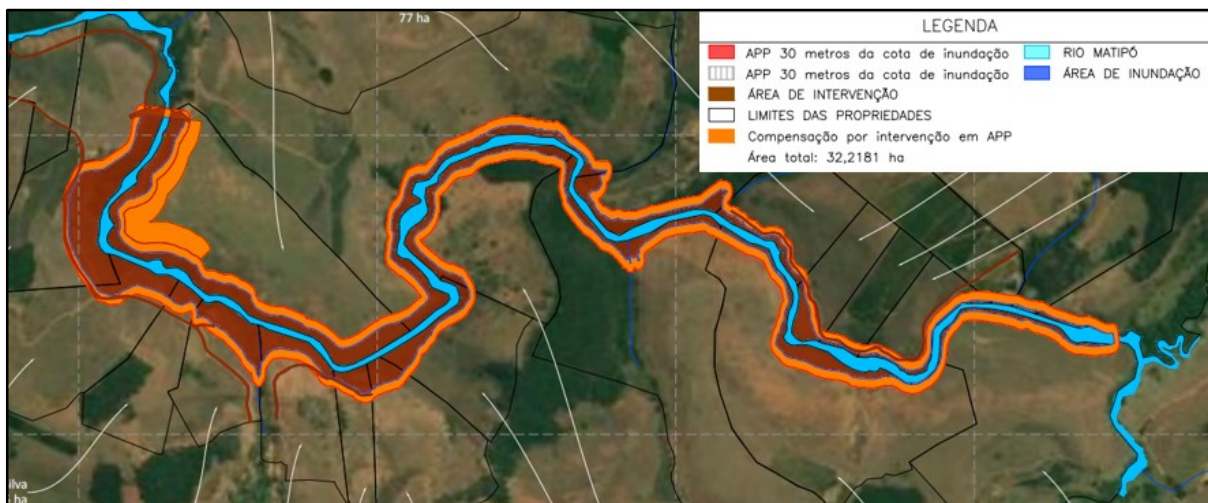 77 ha
LEGENDA
APP 30 metros da cota de inundação
RIO MATIPÓ
APP 30 metros da cota de inundação
ÁREA DE INUNDAÇÃO
ÁREA DE INTERVENÇÃO
LIMITES DAS PROPRIEDADES
Compensação por intervenção em APP
Área total: 32,2181 ha
ilva
ha